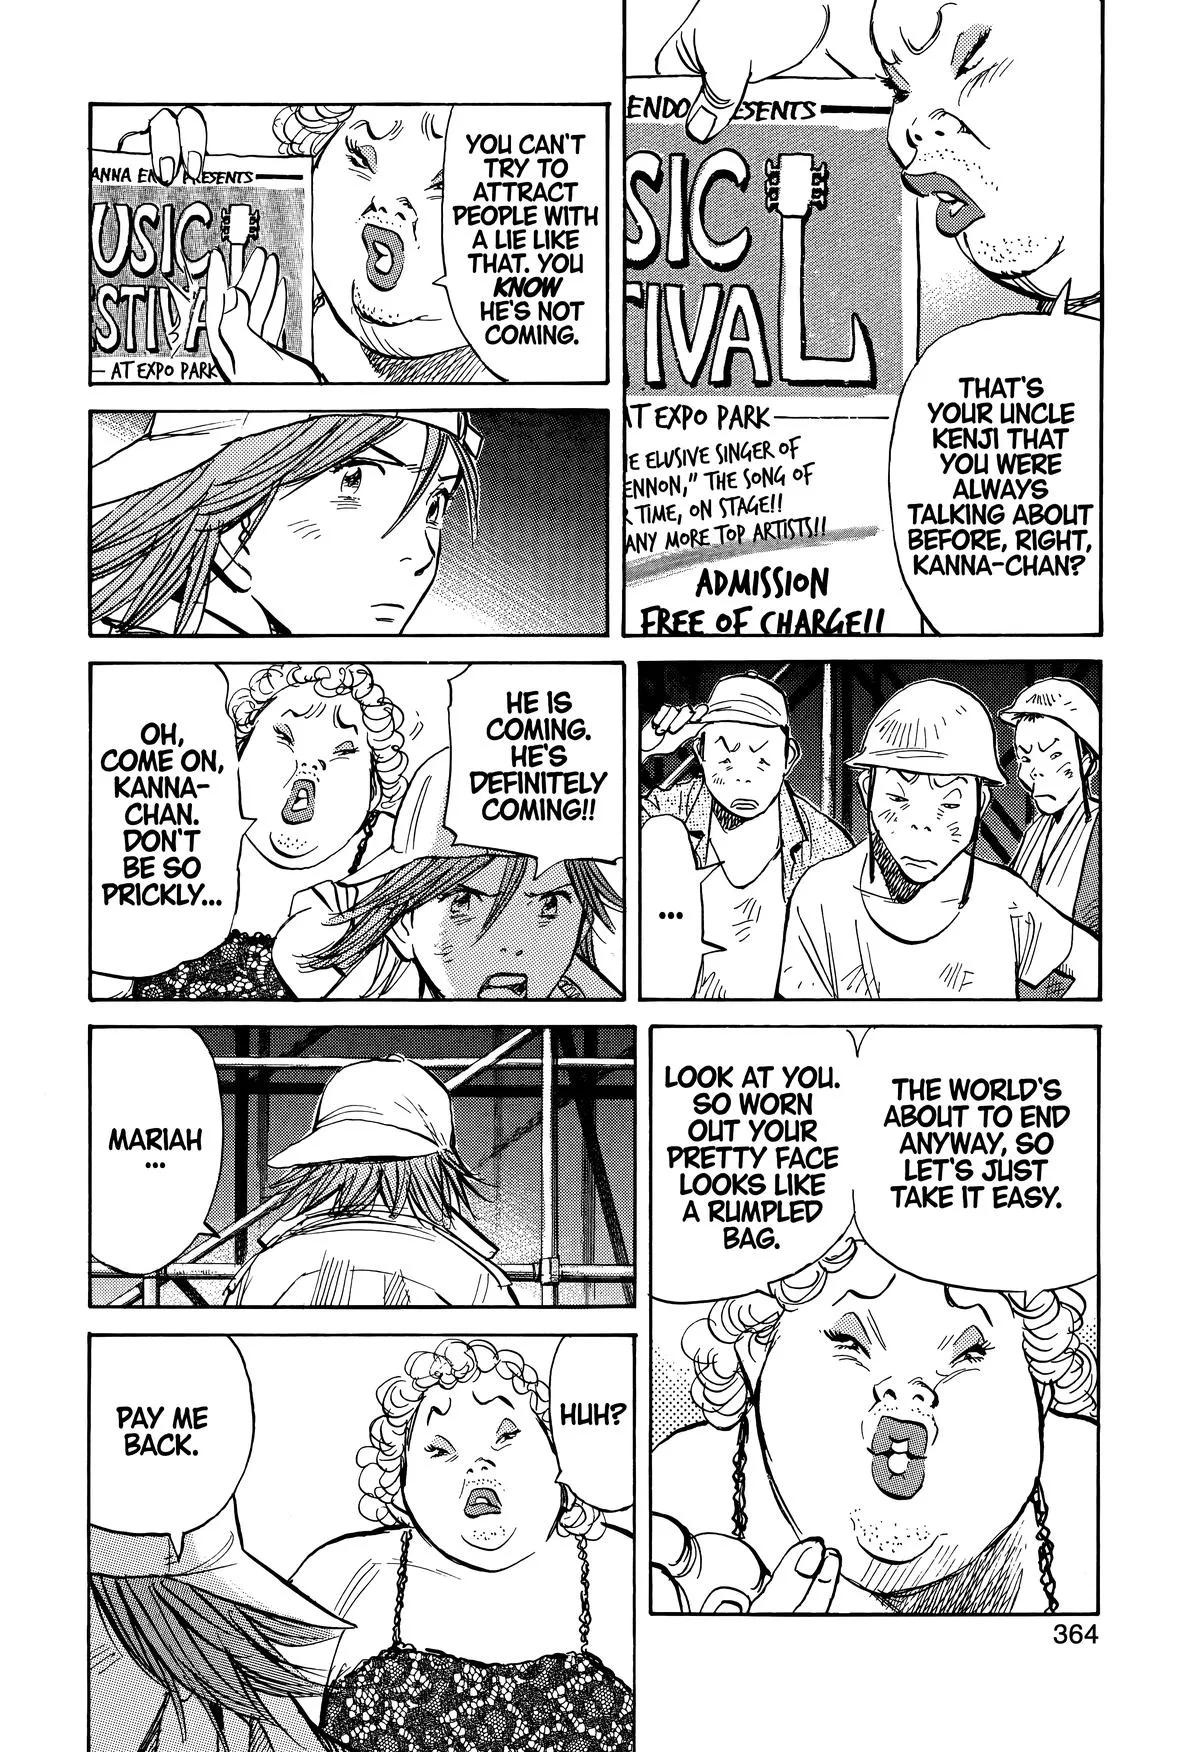 ENDO
ESENTS
SIC
TIVAL
AT EXPO PARK
E ELUSIVE SINGER OF
ENNON," THE SONG OF
R TIME, ON STAGE!!
ANY MORE TOP ARTISTS!!
ADMISSION
FREE OF CHARGE!!
THAT'S
YOUR UNCLE
KENJI THAT
YOU WERE
ALWAYS
TALKING ABOUT
BEFORE, RIGHT,
KANNA-CHAN?
YOU CAN'T
TRY TO
ATTRACT
PEOPLE WITH
A LIE LIKE
THAT. YOU
KNOW
HE'S NOT
COMING.
ANNA EN
ESENTS
USIC
STIVA
AT EXPO PARK
...
HE IS
COMING.
HE'S
DEFINITELY
COMING!!
OH,
COME ON,
KANNA-
CHAN.
DON'T
BE SO
PRICKLY...
THE WORLD'S
ABOUT TO END
ANYWAY, SO
LET'S JUST
TAKE IT EASY.
LOOK AT YOU.
SO WORN
OUT YOUR
PRETTY FACE
LOOKS LIKE
A RUMPLED
BAG.
MARIAH
...
HUH?
PAY ME
BACK.
364